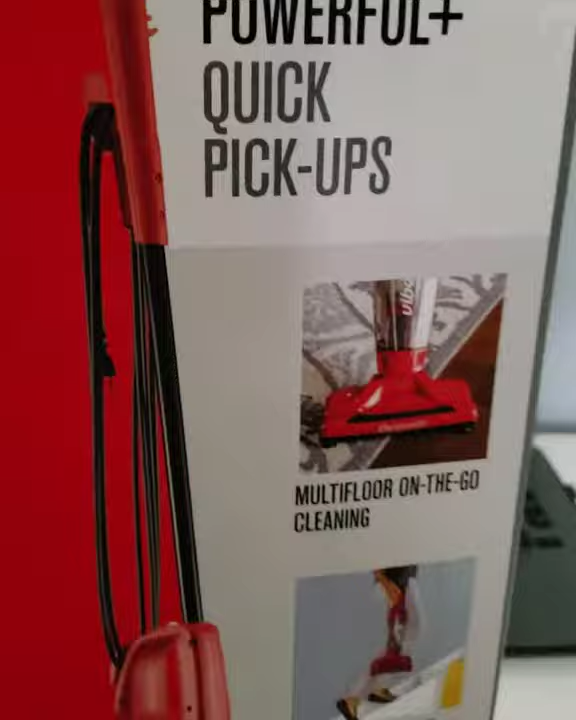 POWERFUL+
QUICK
PICK-UPS
MULTIFLOOR ON-THE-GO
CLEANING